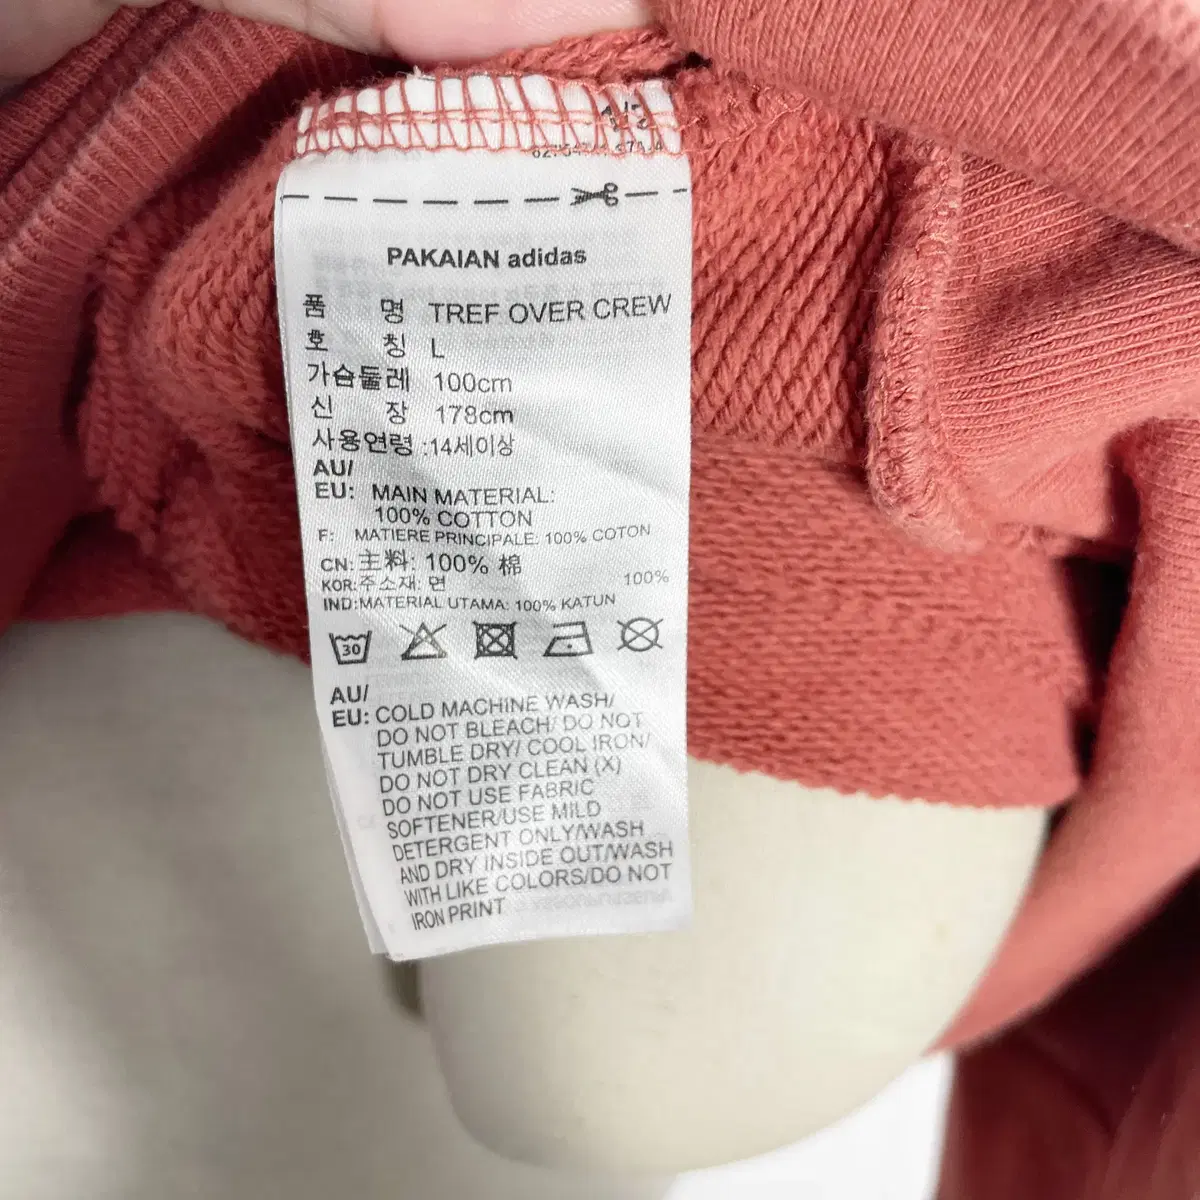 PAKAIAN adidas
품 명 TREF OVER CREW
호 칭 L
가슴둘레 100cm
신 장 178cm
사용연령 :14세이상
AU/
EU: MAIN MATERIAL:
100% COTTON
F: MATIERE PRINCIPALE: 100% COTON
CN: 主料: 100% 棉
KOR:주소재: 면 100%
IND:MATERIAL UTAMA: 100% KATUN
30
AU/
EU: COLD MACHINE WASH/
DO NOT BLEACH/ DO NOT
TUMBLE DRY/ COOL IRON/
DO NOT DRY CLEAN (X)
DO NOT USE FABRIC
SOFTENER/USE MILD
DETERGENT ONLY/WASH
AND DRY INSIDE OUT/WASH
WITH LIKE COLORS/DO NOT
IRON PRINT